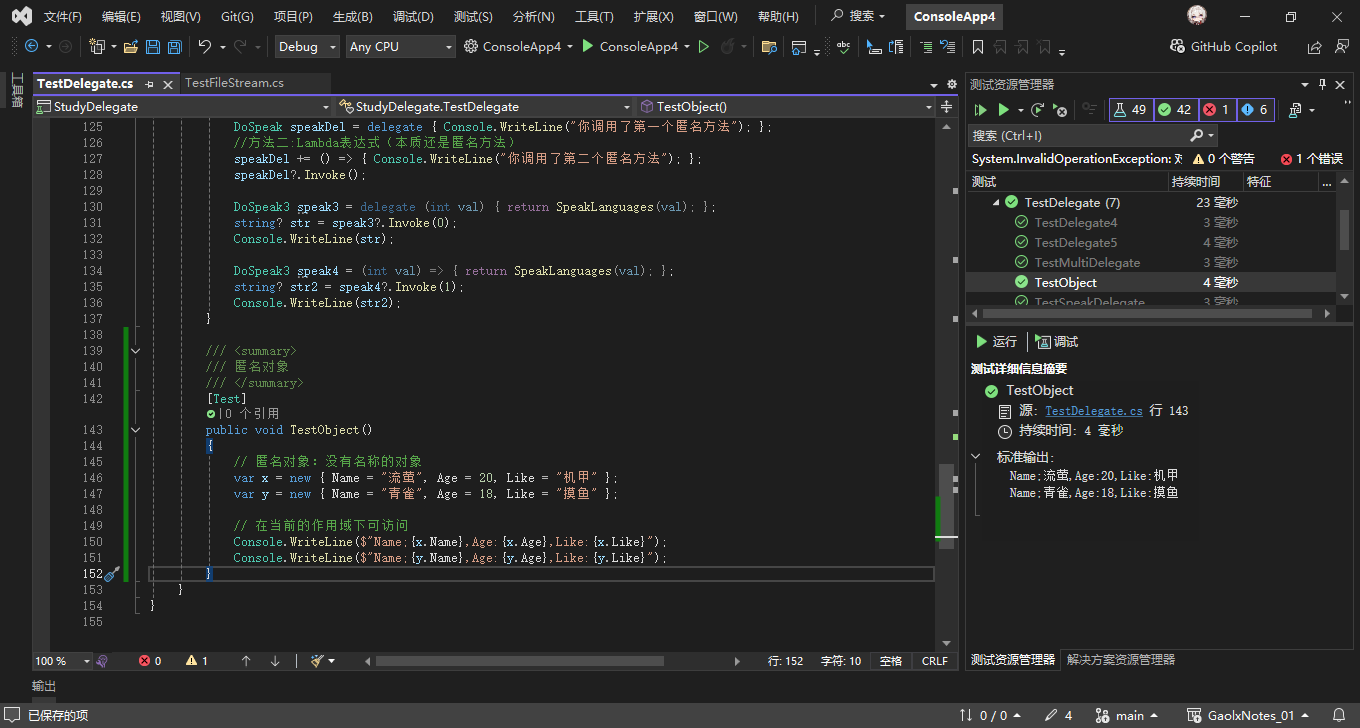 文件(F) 编辑(E) 视图(V) Git(G) 项目(P) 生成(B) 调试(D) 测试(S) 分析(N) 工具(T) 扩展(X) 窗口(W) 帮助(H) 搜索 ConsoleApp4
Debug Any CPU ConsoleApp4 ConsoleApp4 abc GitHub Copilot
工具箱
TestDelegate.cs TestFileStream.cs
StudyDelegate StudyDelegate.TestDelegate TestObject()
125 DoSpeak speakDel = delegate { Console.WriteLine("你调用了第一个匿名方法"); };
126 //方法二:Lambda表达式（本质还是匿名方法）
127 speakDel += () => { Console.WriteLine("你调用了第二个匿名方法"); };
128 speakDel?.Invoke();
129
130 DoSpeak3 speak3 = delegate (int val) { return SpeakLanguages(val); };
131 string? str = speak3?.Invoke(0);
132 Console.WriteLine(str);
133
134 DoSpeak3 speak4 = (int val) => { return SpeakLanguages(val); };
135 string? str2 = speak4?.Invoke(1);
136 Console.WriteLine(str2);
137 }
138
139 /// <summary>
140 /// 匿名对象
141 /// </summary>
142 [Test]
|0 个引用
143 public void TestObject()
144 {
145 // 匿名对象：没有名称的对象
146 var x = new { Name = "流萤", Age = 20, Like = "机甲" };
147 var y = new { Name = "青雀", Age = 18, Like = "摸鱼" };
148
149 // 在当前的作用域下可访问
150 Console.WriteLine($"Name;{x.Name},Age:{x.Age},Like:{x.Like}");
151 Console.WriteLine($"Name;{y.Name},Age:{y.Age},Like:{y.Like}");
152 }
153 }
154 }
155
100 % 0 1 行: 152 字符: 10 空格 CRLF
测试资源管理器
49 42 1 6
搜索 (Ctrl+I)
System.InvalidOperationException: 0 个警告 1 个错误
测试 持续时间 特征 ...
TestDelegate (7) 23 毫秒
TestDelegate4 3 毫秒
TestDelegate5 4 毫秒
TestMultiDelegate 3 毫秒
TestObject 4 毫秒
TestSpeakDelegate 3 毫秒
运行 调试
测试详细信息摘要
TestObject
源: TestDelegate.cs 行 143
持续时间: 4 毫秒
标准输出:
Name;流萤,Age:20,Like:机甲
Name;青雀,Age:18,Like:摸鱼
测试资源管理器 解决方案资源管理器
输出
已保存的项 0 / 0 4 main GaolxNotes_01